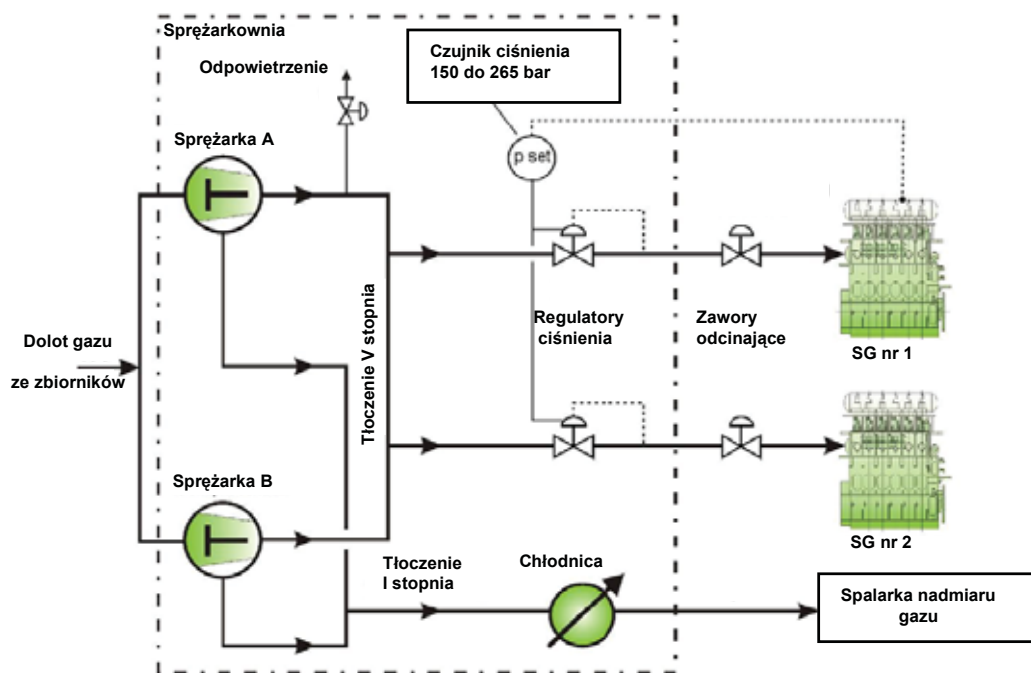 Sprężarkownia
Odpowietrzenie
Czujnik ciśnienia
150 do 265 bar
Sprężarka A
p set
Tłoczenie V stopnia
Dolot gazu
ze zbiorników
Regulatory
ciśnienia
Zawory
odcinające
SG nr 1
Sprężarka B
Tłoczenie
I stopnia
Chłodnica
SG nr 2
Spalarka nadmiaru
gazu